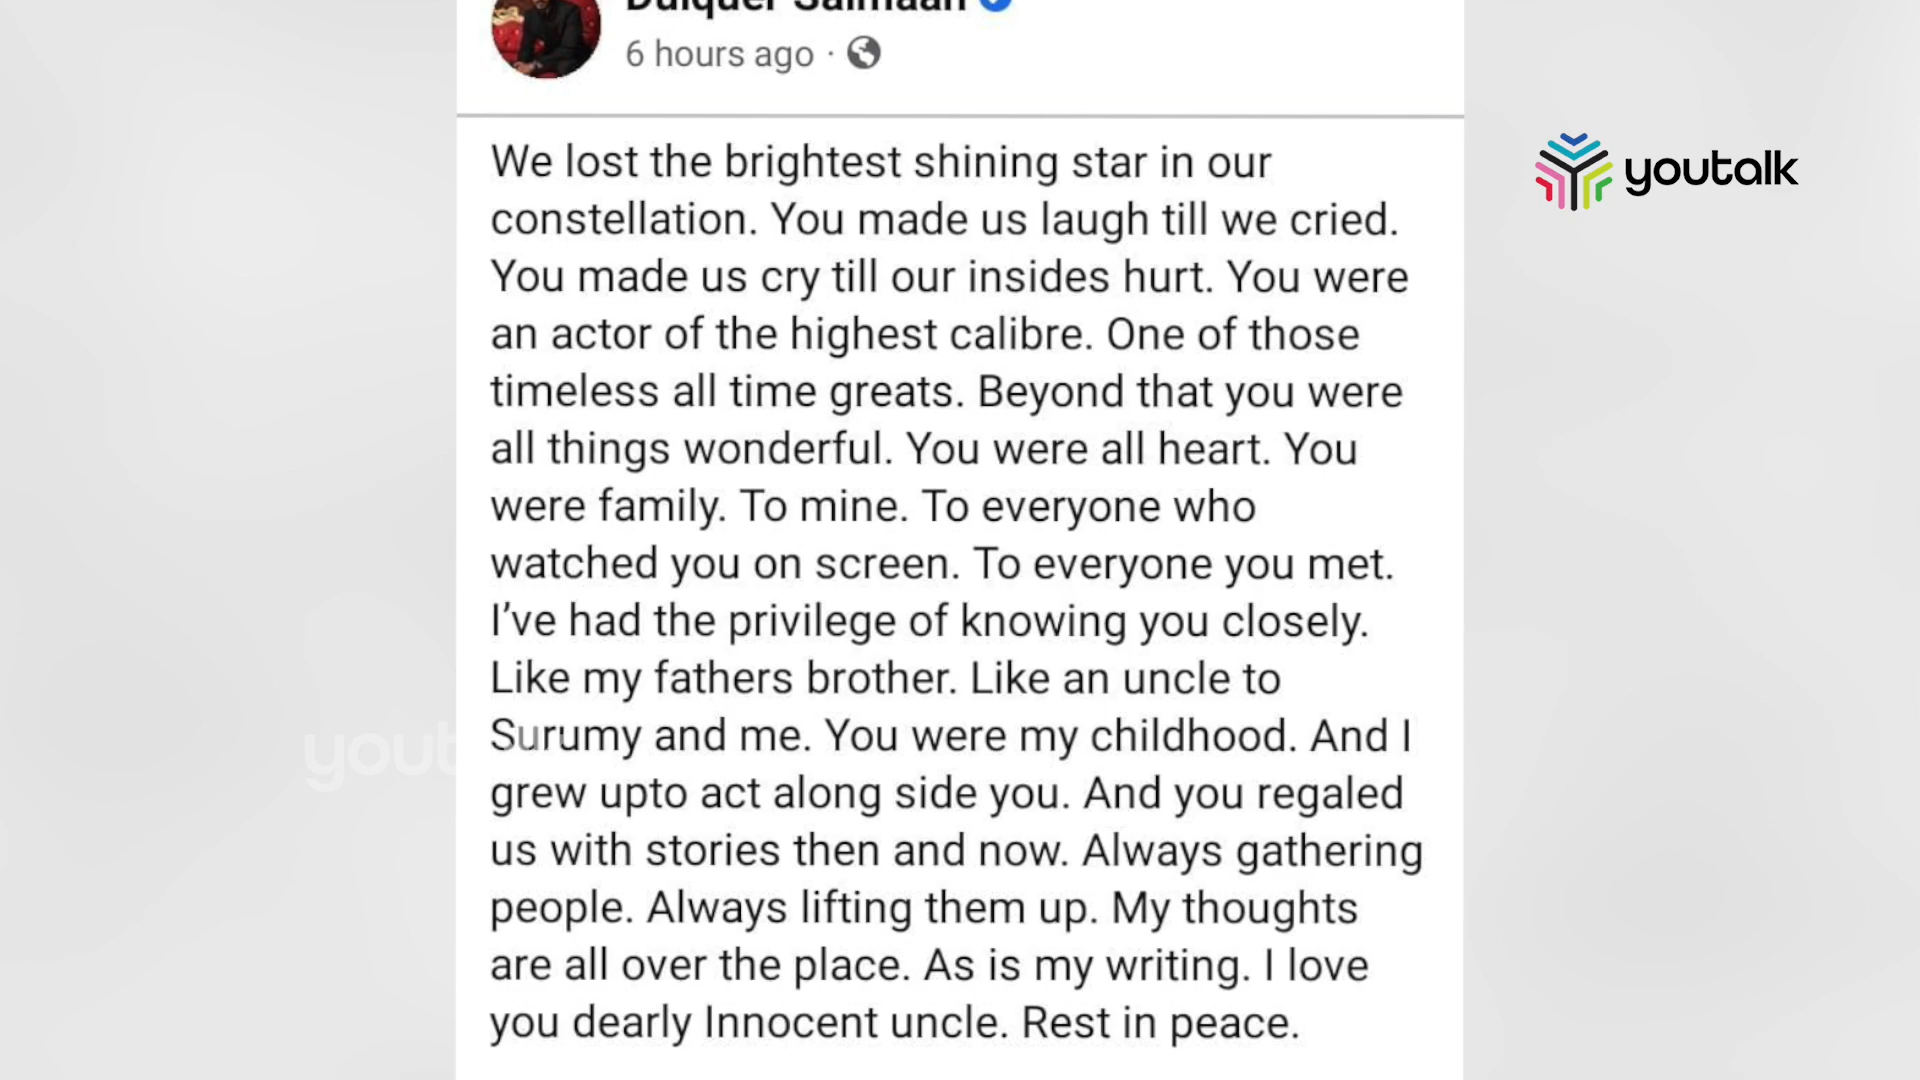 Dulquer Salmaan
6 hours ago ·
youtalk
We lost the brightest shining star in our
constellation. You made us laugh till we cried.
You made us cry till our insides hurt. You were
an actor of the highest calibre. One of those
timeless all time greats. Beyond that you were
all things wonderful. You were all heart. You
were family. To mine. To everyone who
watched you on screen. To everyone you met.
I’ve had the privilege of knowing you closely.
Like my fathers brother. Like an uncle to
Surumy and me. You were my childhood. And I
grew upto act along side you. And you regaled
us with stories then and now. Always gathering
people. Always lifting them up. My thoughts
are all over the place. As is my writing. I love
you dearly Innocent uncle. Rest in peace.
yout